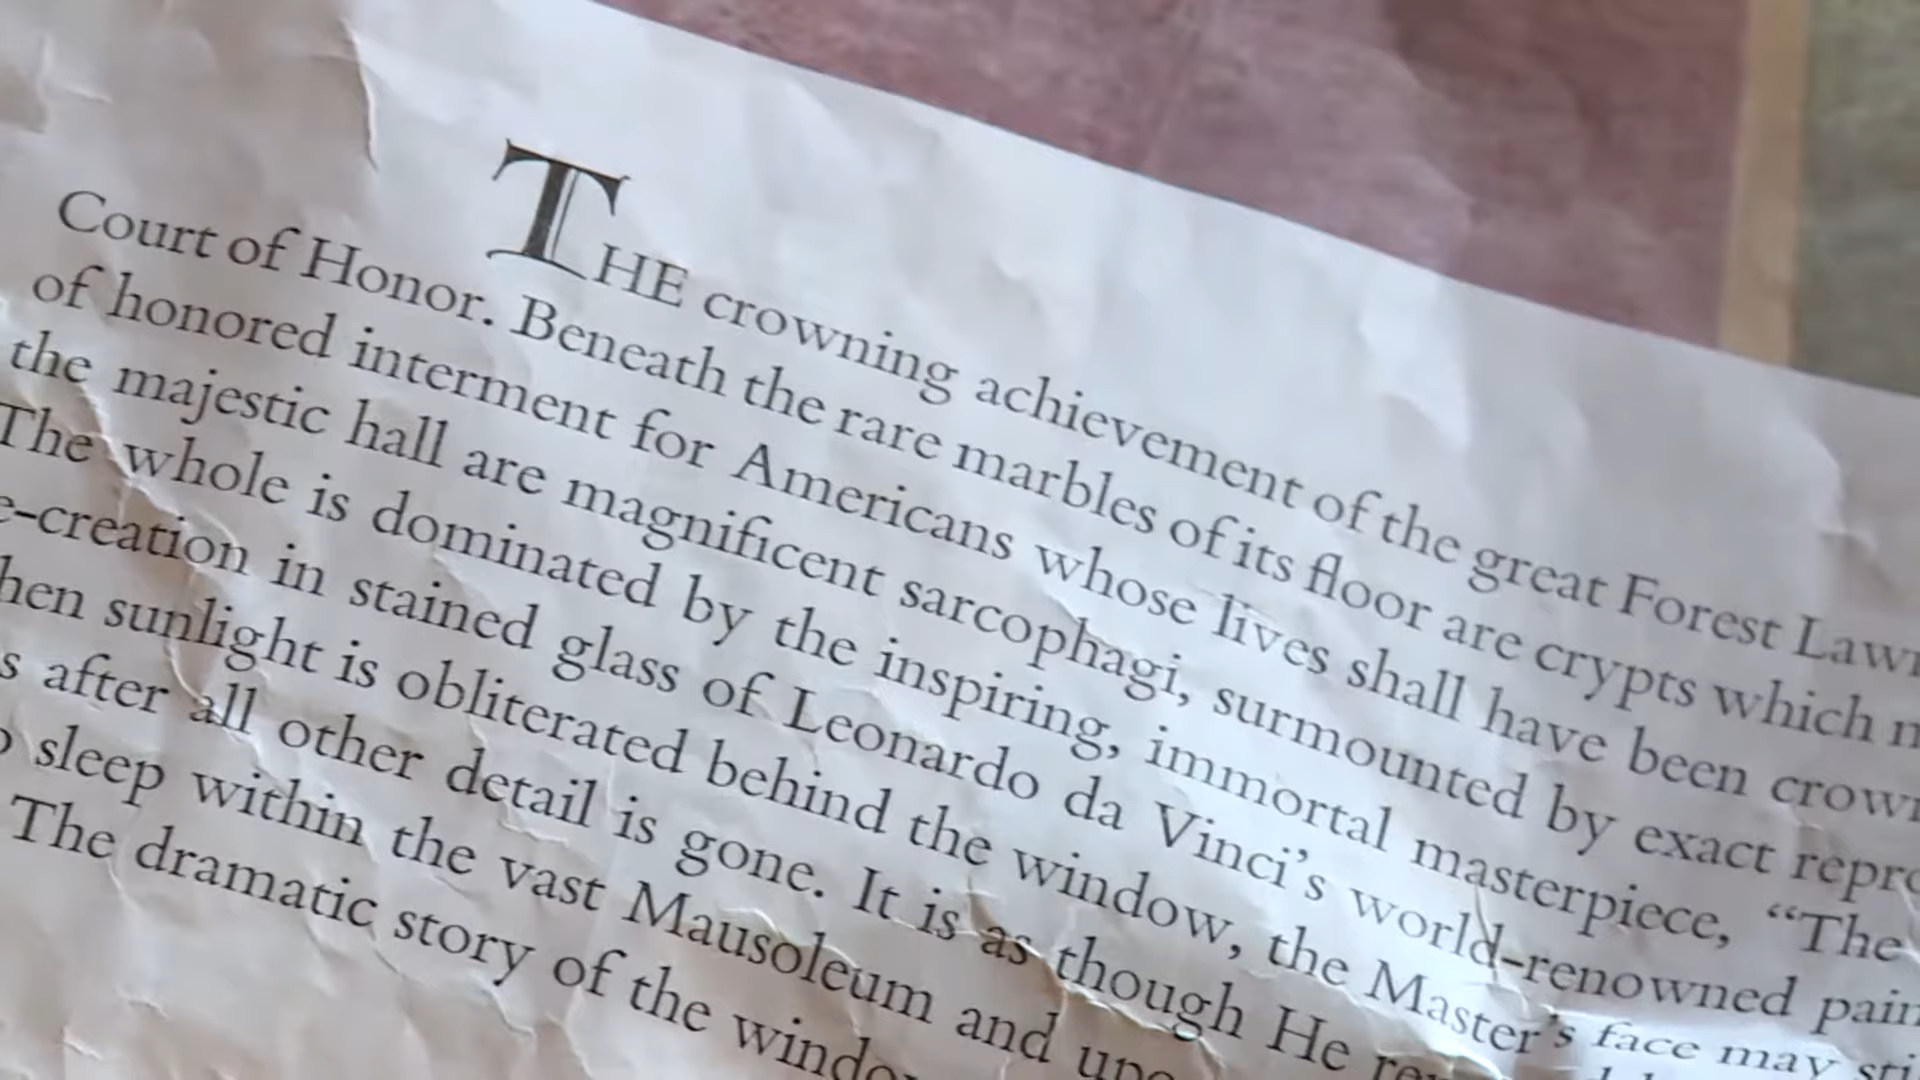 THE crowning achievement of the great Forest Lawn
Court of Honor. Beneath the rare marbles of its floor are crypts which
of honored interment for Americans whose lives shall have been crown
the majestic hall are magnificent sarcophagi, surmounted by exact repro
The whole is dominated by the inspiring, immortal masterpiece, “The
e-creation in stained glass of Leonardo da Vinci’s world-renowned pain
hen sunlight is obliterated behind the window, the Master’s face may sti
s after all other detail is gone. It is as though He
sleep within the vast Mausoleum and upo
The dramatic story of the windo